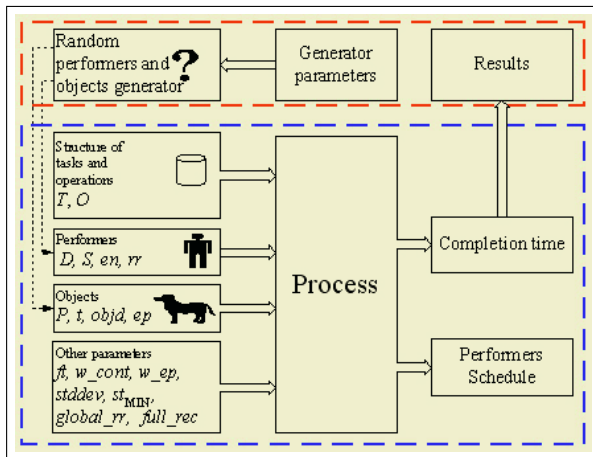 Random
performers and
objects generator
?
Generator
parameters
Results
Structure of
tasks and
operations
T, O
Performers
D, S, en, rr
Objects
P, t, objd, ep
Other parameters
ft, w_cont, w_ep,
stddev, st_MIN,
global_rr, full_rec
Process
Completion time
Performers
Schedule